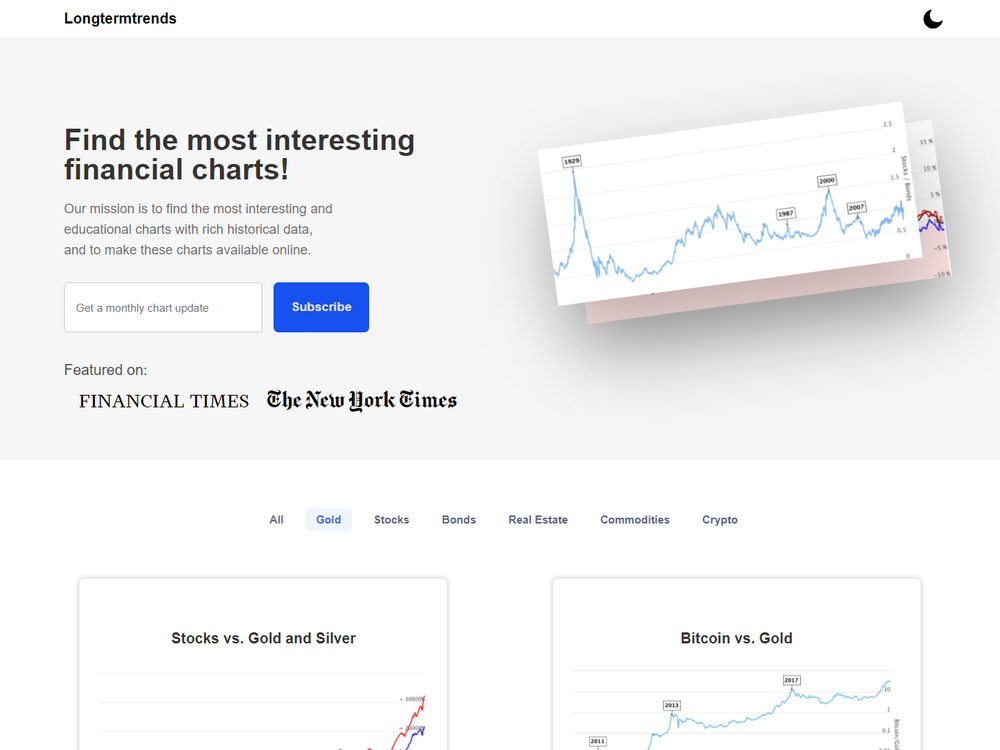 Longtermtrends
Find the most interesting
financial charts!
Our mission is to find the most interesting and
educational charts with rich historical data,
and to make these charts available online.
Get a monthly chart update
Subscribe
Featured on:
FINANCIAL TIMES
The New York Times
1929
1987
2000
2007
2.5
2
1.5
1
0.5
0
Stocks / Bonds
15 %
10 %
5 %
-5 %
-10 %
All
Gold
Stocks
Bonds
Real Estate
Commodities
Crypto
Stocks vs. Gold and Silver
Bitcoin vs. Gold
2011
2013
2017
10
1
0.1